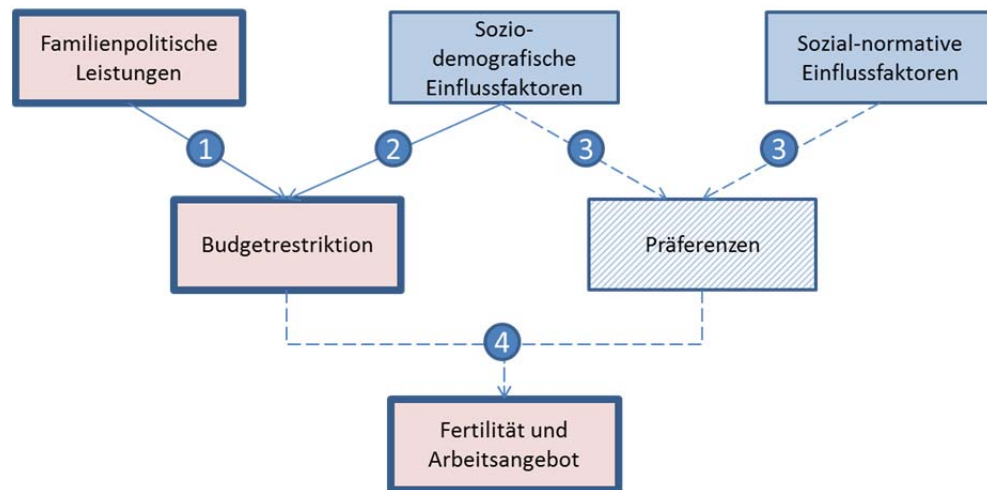 Familienpolitische
Leistungen
Sozio-
demografische
Einflussfaktoren
Sozial-normative
Einflussfaktoren
1
2
3
3
Budgetrestriktion
Präferenzen
4
Fertilität und
Arbeitsangebot